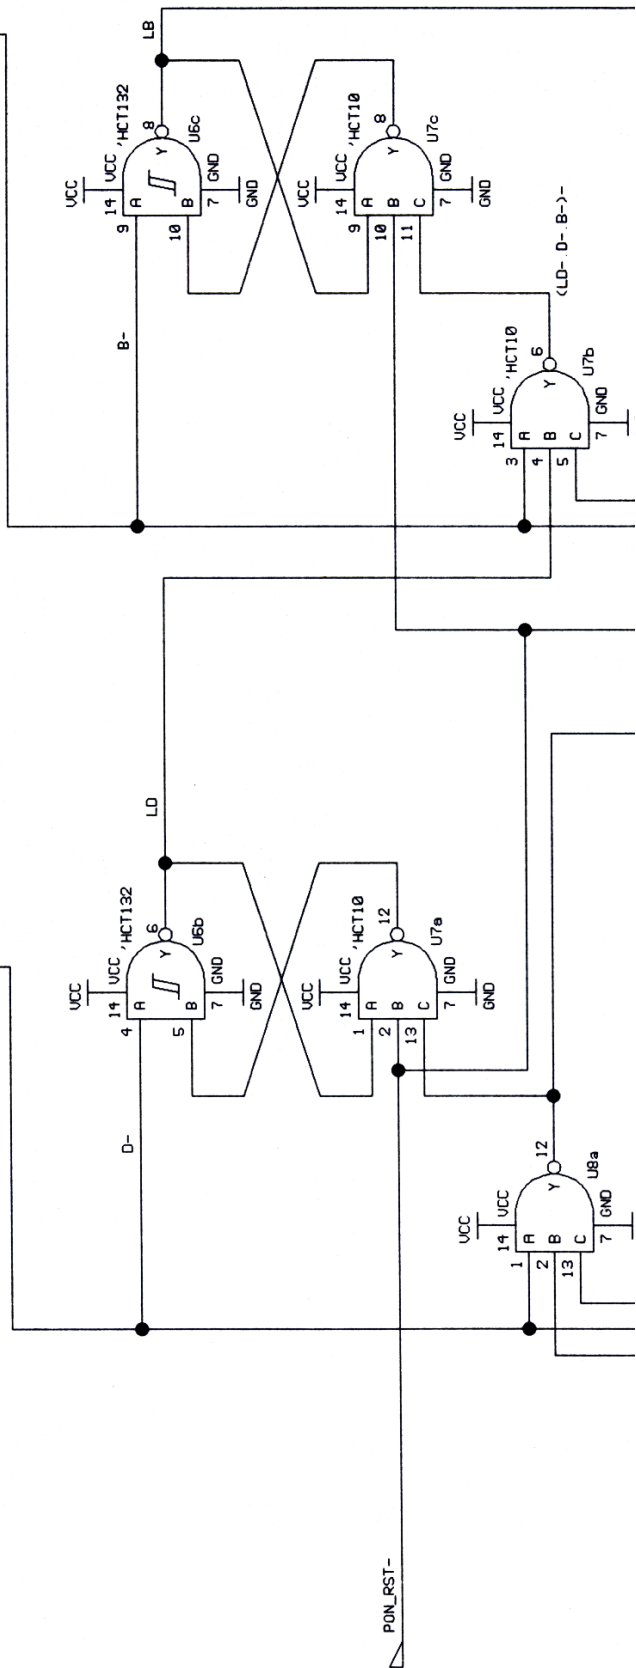 LB
VCC
VCC
'HCT132
14
8
Y
U6c
9
A
B
10
7
GND
GND
VCC
VCC
'HCT10
14
8
Y
U7c
9
A
10
B
11
C
7
GND
GND
B-
(LD-.D-.B-)-
VCC
VCC
'HCT10
14
6
Y
U7b
3
A
4
B
5
C
7
GND
LD
VCC
VCC
'HCT132
14
6
Y
U6b
4
A
5
B
7
GND
GND
VCC
VCC
'HCT10
14
12
Y
U7a
1
A
2
B
13
C
7
GND
GND
D-
VCC
VCC
14
12
Y
U8a
1
A
2
B
13
C
7
GND
PON_RST-